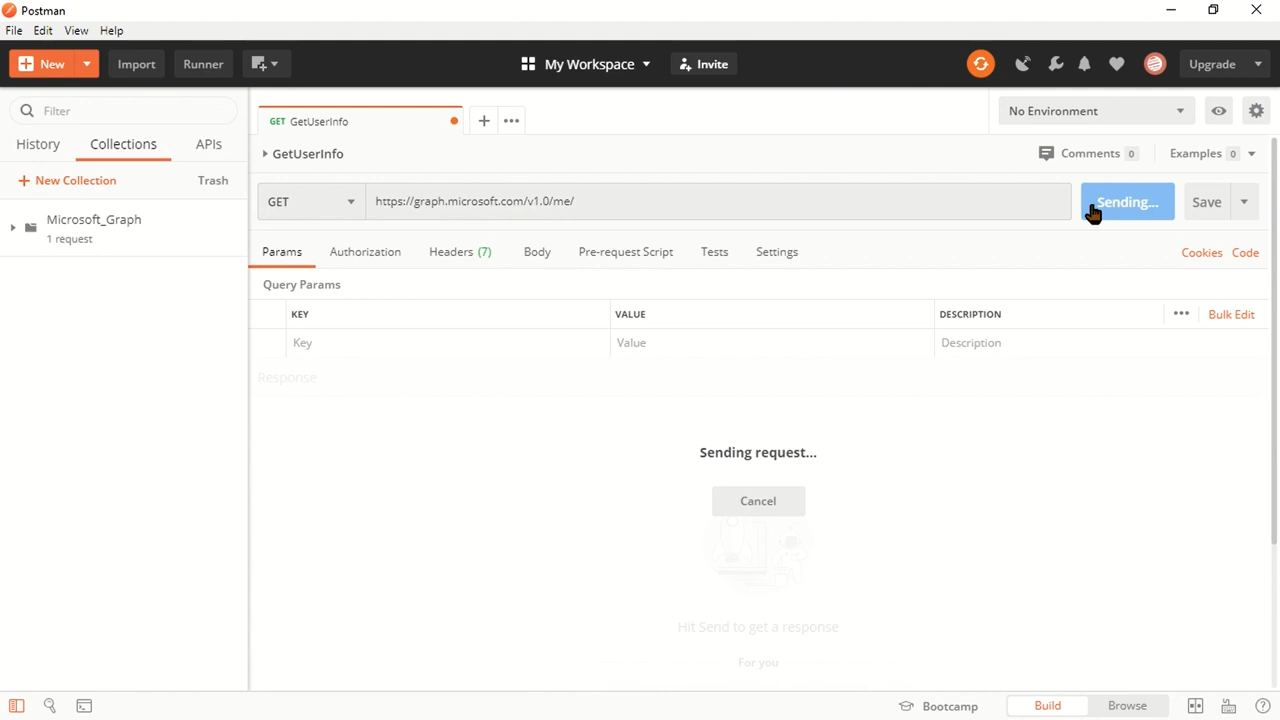 Postman
File Edit View Help
New Import Runner My Workspace Invite Upgrade
Filter
GET GetUserInfo No Environment
History Collections APIs
GetUserInfo Comments 0 Examples 0
New Collection Trash
GET https://graph.microsoft.com/v1.0/me/ Sending... Save
Microsoft_Graph
1 request
Params Authorization Headers (7) Body Pre-request Script Tests Settings Cookies Code
Query Params
KEY VALUE DESCRIPTION Bulk Edit
Key Value Description
Response
Sending request...
Cancel
Hit Send to get a response
For you
Bootcamp Build Browse